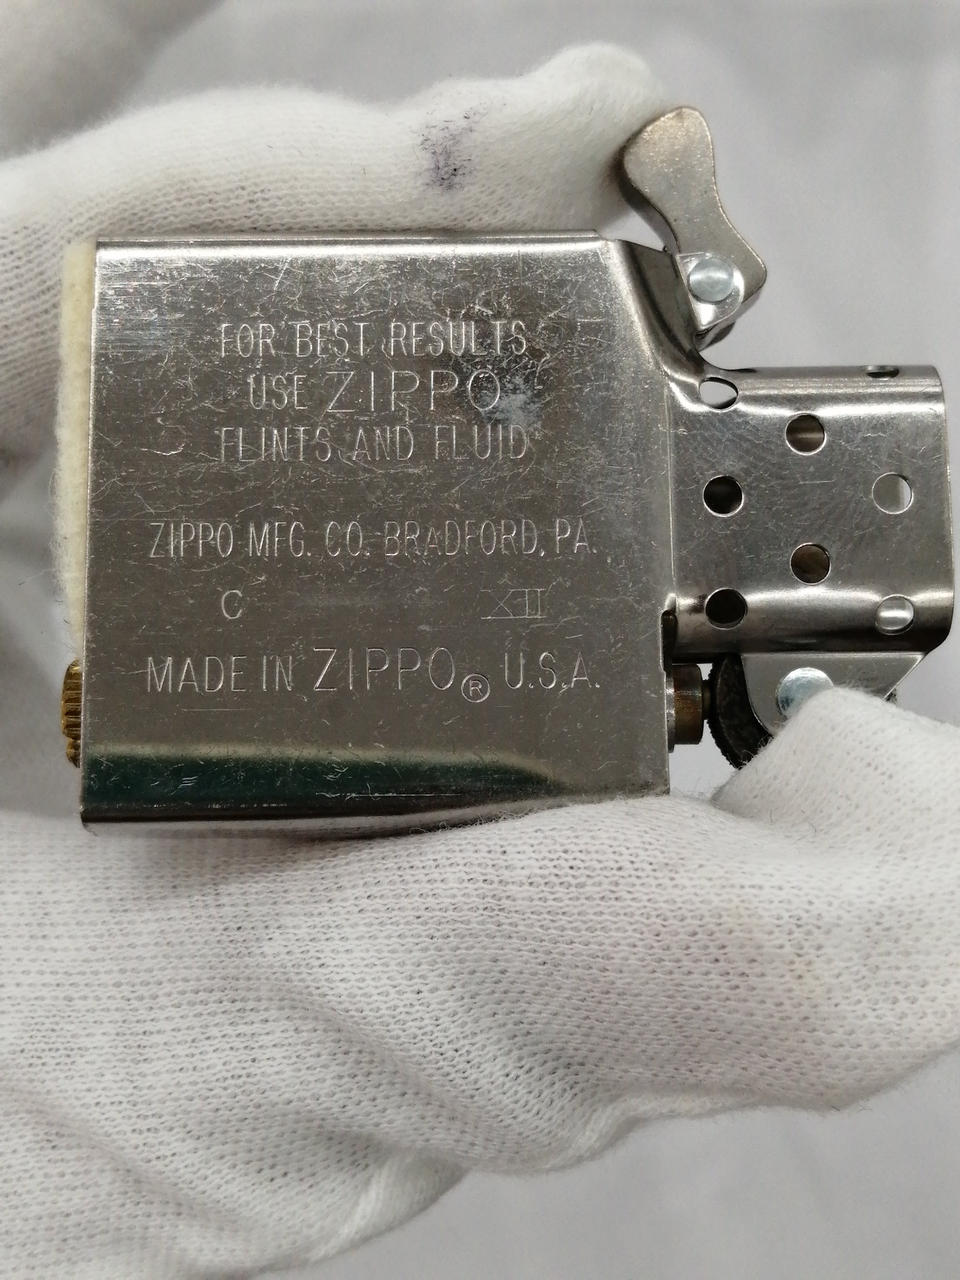 FOR BEST RESULTS
USE ZIPPO
FLINTS AND FLUID
ZIPPO MFG. CO. BRADFORD, PA.
C XII
MADE IN ZIPPO® U.S.A.